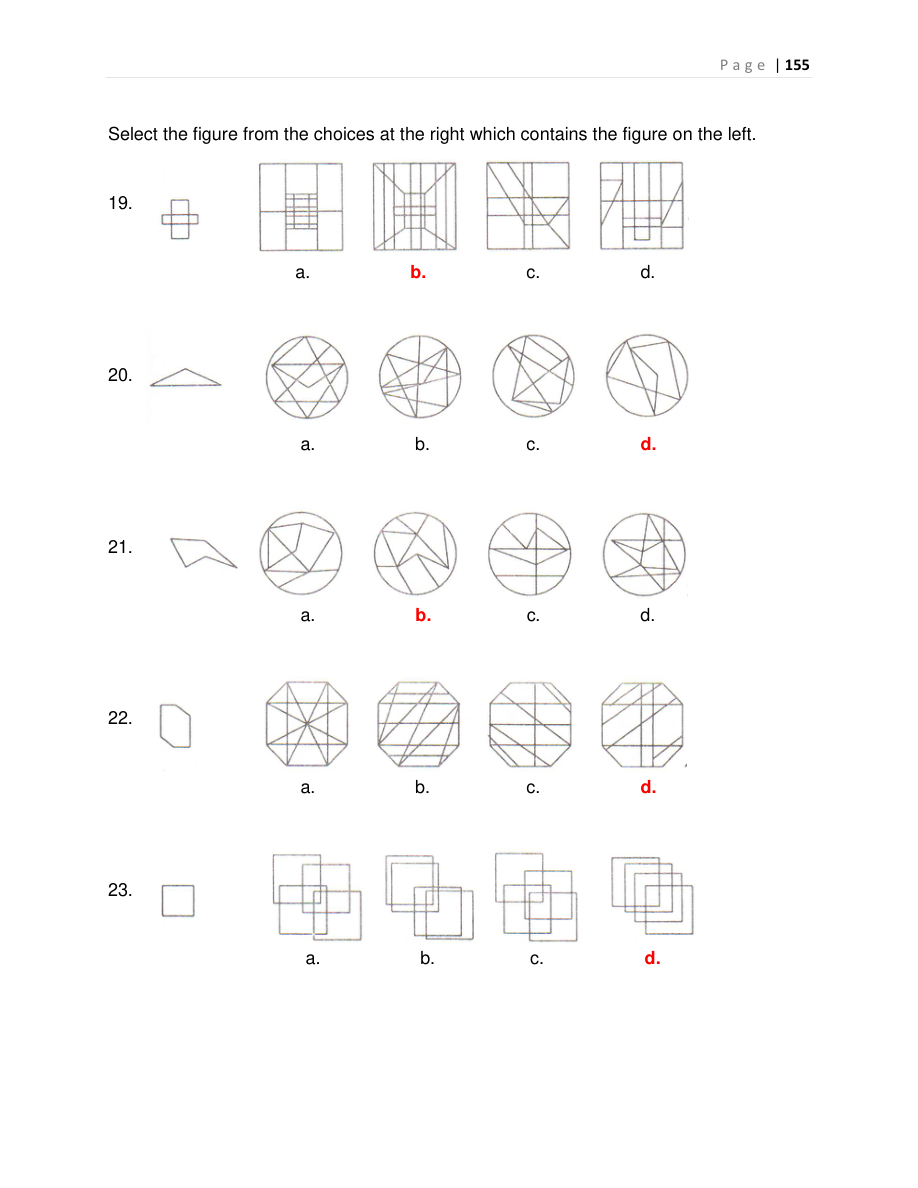 Page | 155
Select the figure from the choices at the right which contains the figure on the left.
19.
a. b. c. d.
20.
a. b. c. d.
21.
a. b. c. d.
22.
a. b. c. d.
23.
a. b. c. d.